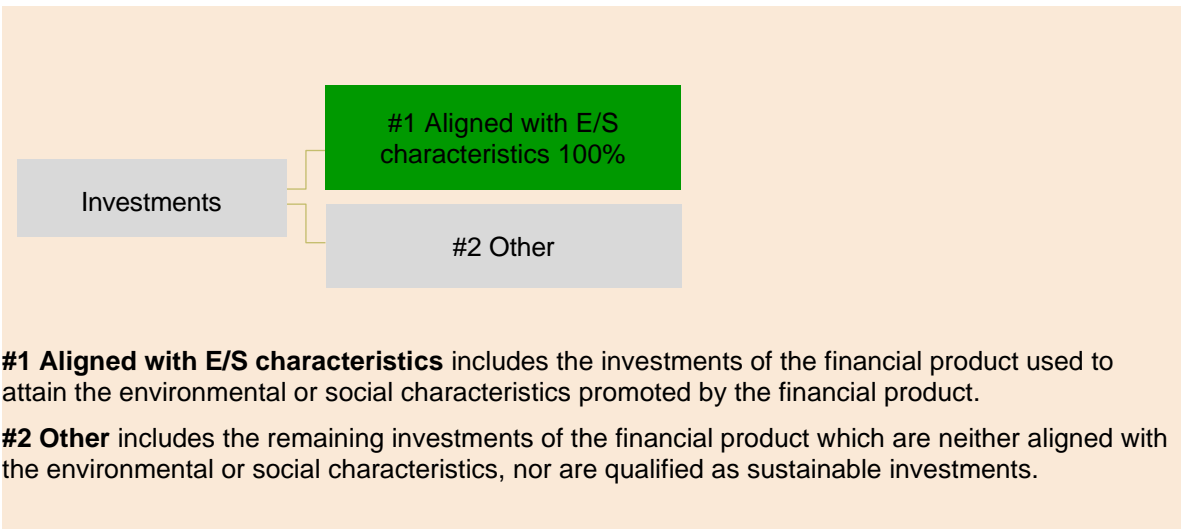 #1 Aligned with E/S
characteristics 100%
Investments
#2 Other
#1 Aligned with E/S characteristics includes the investments of the financial product used to
attain the environmental or social characteristics promoted by the financial product.
#2 Other includes the remaining investments of the financial product which are neither aligned with
the environmental or social characteristics, nor are qualified as sustainable investments.